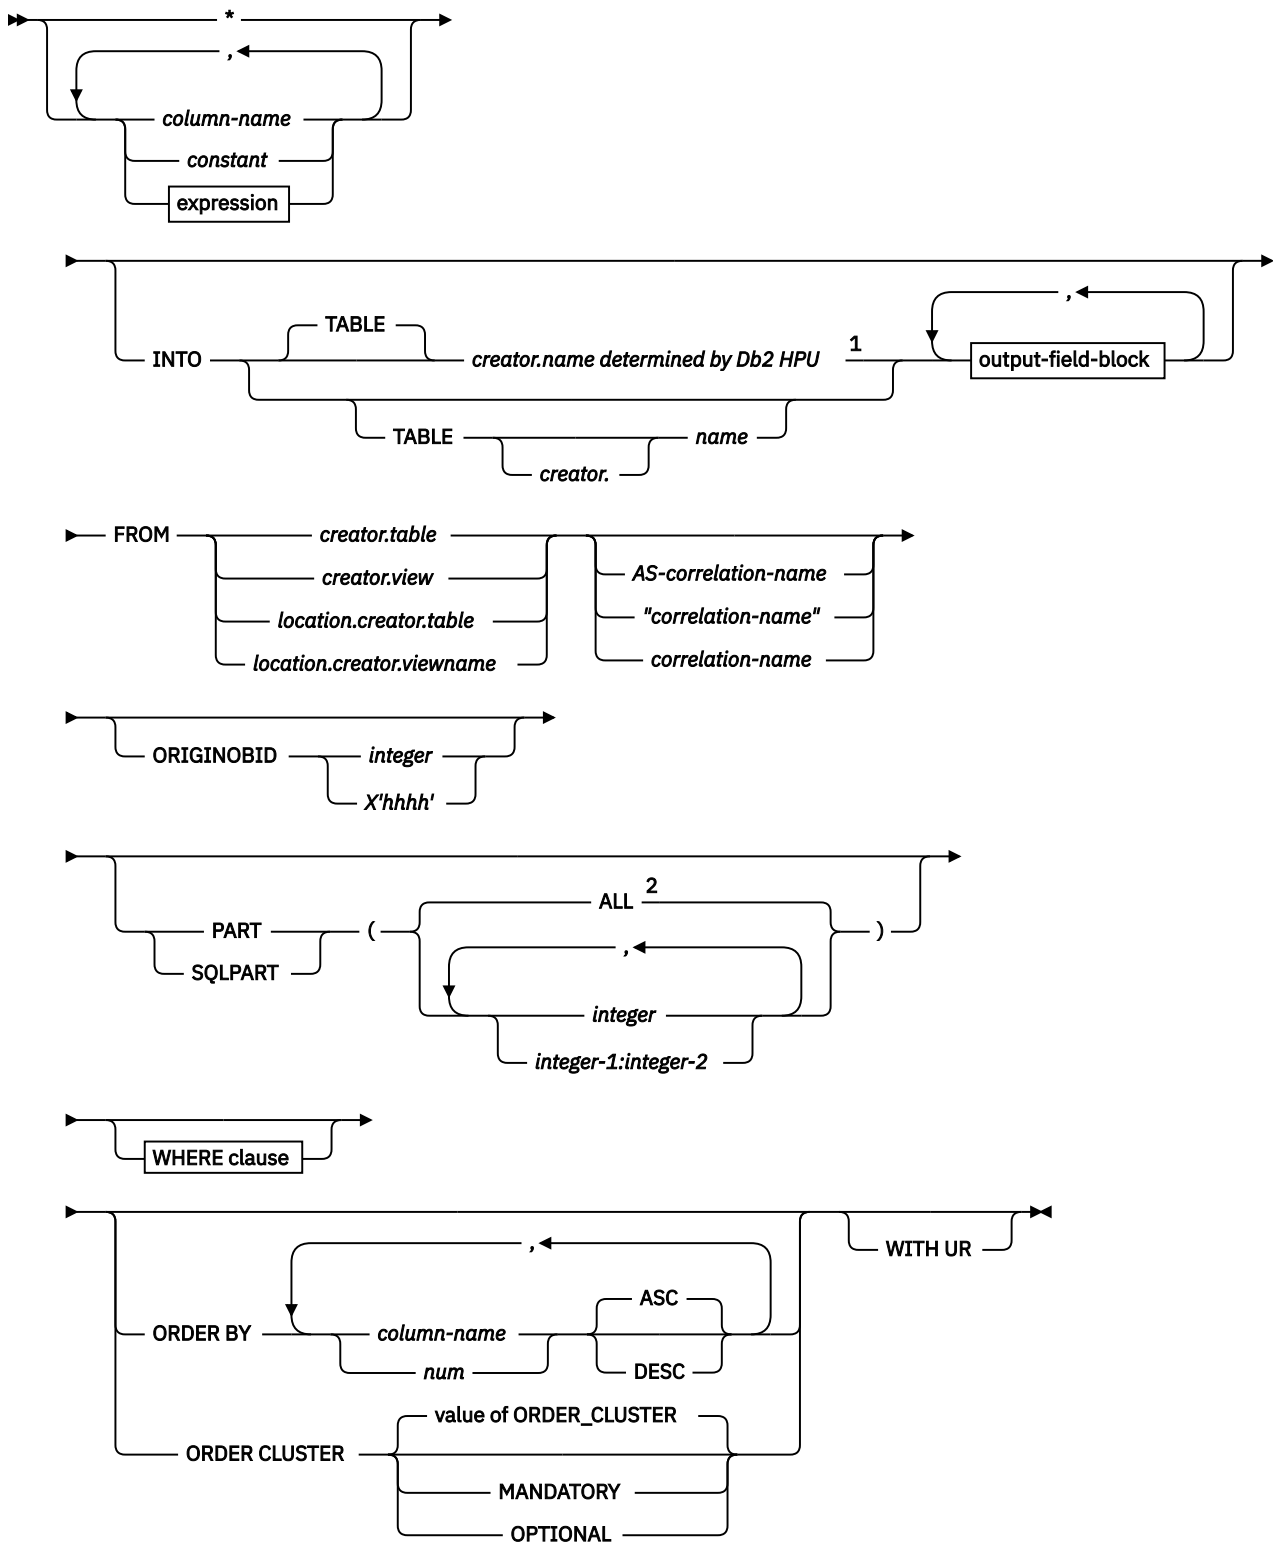 *
,
column-name
constant
expression
,
TABLE
INTO creator.name determined by Db2 HPU 1 output-field-block
TABLE name
creator.
FROM creator.table
creator.view AS-correlation-name
location.creator.table "correlation-name"
location.creator.viewname correlation-name
ORIGINOBID integer
X'hhhh'
ALL 2
PART ( )
SQLPART ,
integer
integer-1:integer-2
WHERE clause
,
WITH UR
ASC
ORDER BY column-name
num DESC
value of ORDER_CLUSTER
ORDER CLUSTER
MANDATORY
OPTIONAL